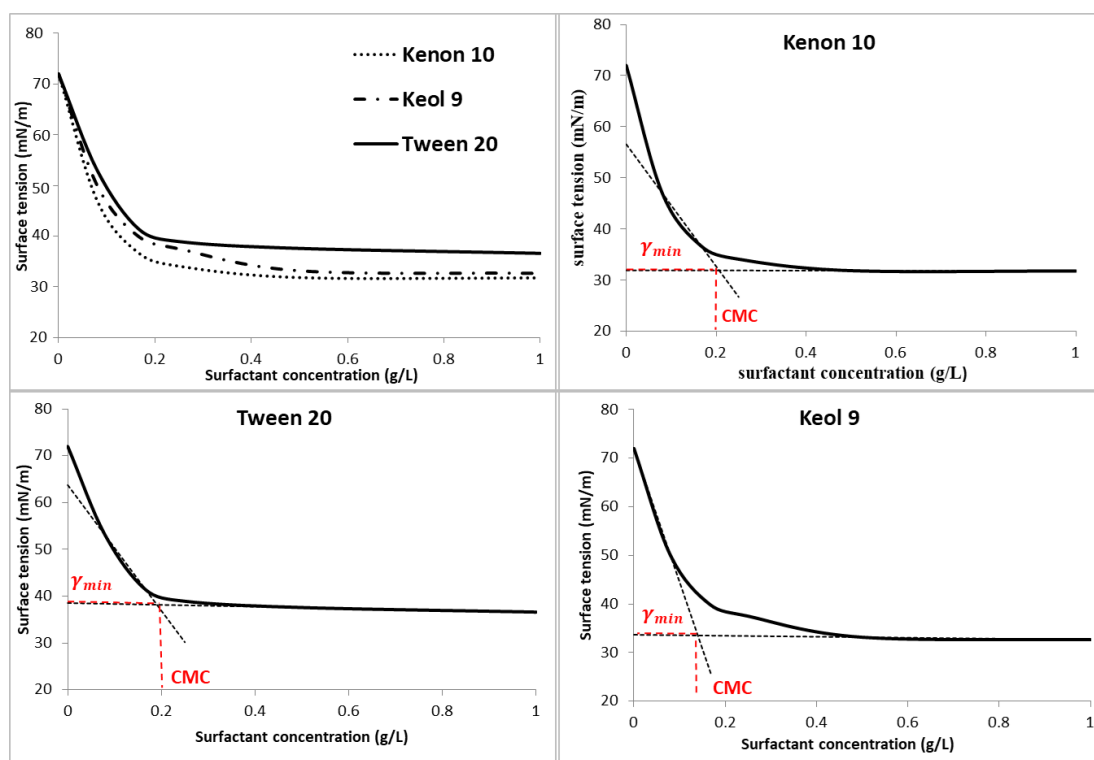 80
70
60
50
40
30
20
Surface tension (mN/m)
Kenon 10
Keol 9
Tween 20
0 0.2 0.4 0.6 0.8 1
Surfactant concentration (g/L)
Kenon 10
80
70
60
50
40
30
20
surface tension (mN/m)
γmin
CMC
0 0.2 0.4 0.6 0.8 1
surfactant concentration (g/L)
Tween 20
80
70
60
50
40
30
20
Surface tension (mN/m)
γmin
CMC
0 0.2 0.4 0.6 0.8 1
Surfactant concentration (g/L)
Keol 9
80
70
60
50
40
30
20
Surface tension (mN/m)
γmin
CMC
0 0.2 0.4 0.6 0.8 1
Surfactant concentration (g/L)